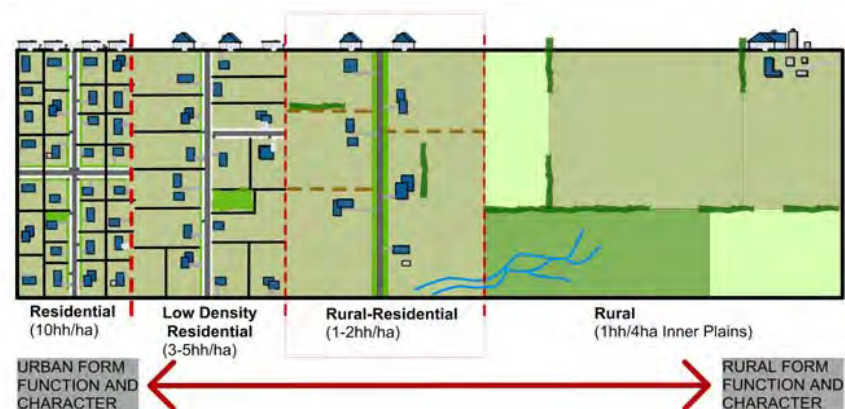 Residential
(10hh/ha)
Low Density
Residential
(3-5hh/ha)
Rural-Residential
(1-2hh/ha)
Rural
(1hh/4ha Inner Plains)
URBAN FORM
FUNCTION AND
CHARACTER
RURAL FORM
FUNCTION AND
CHARACTER